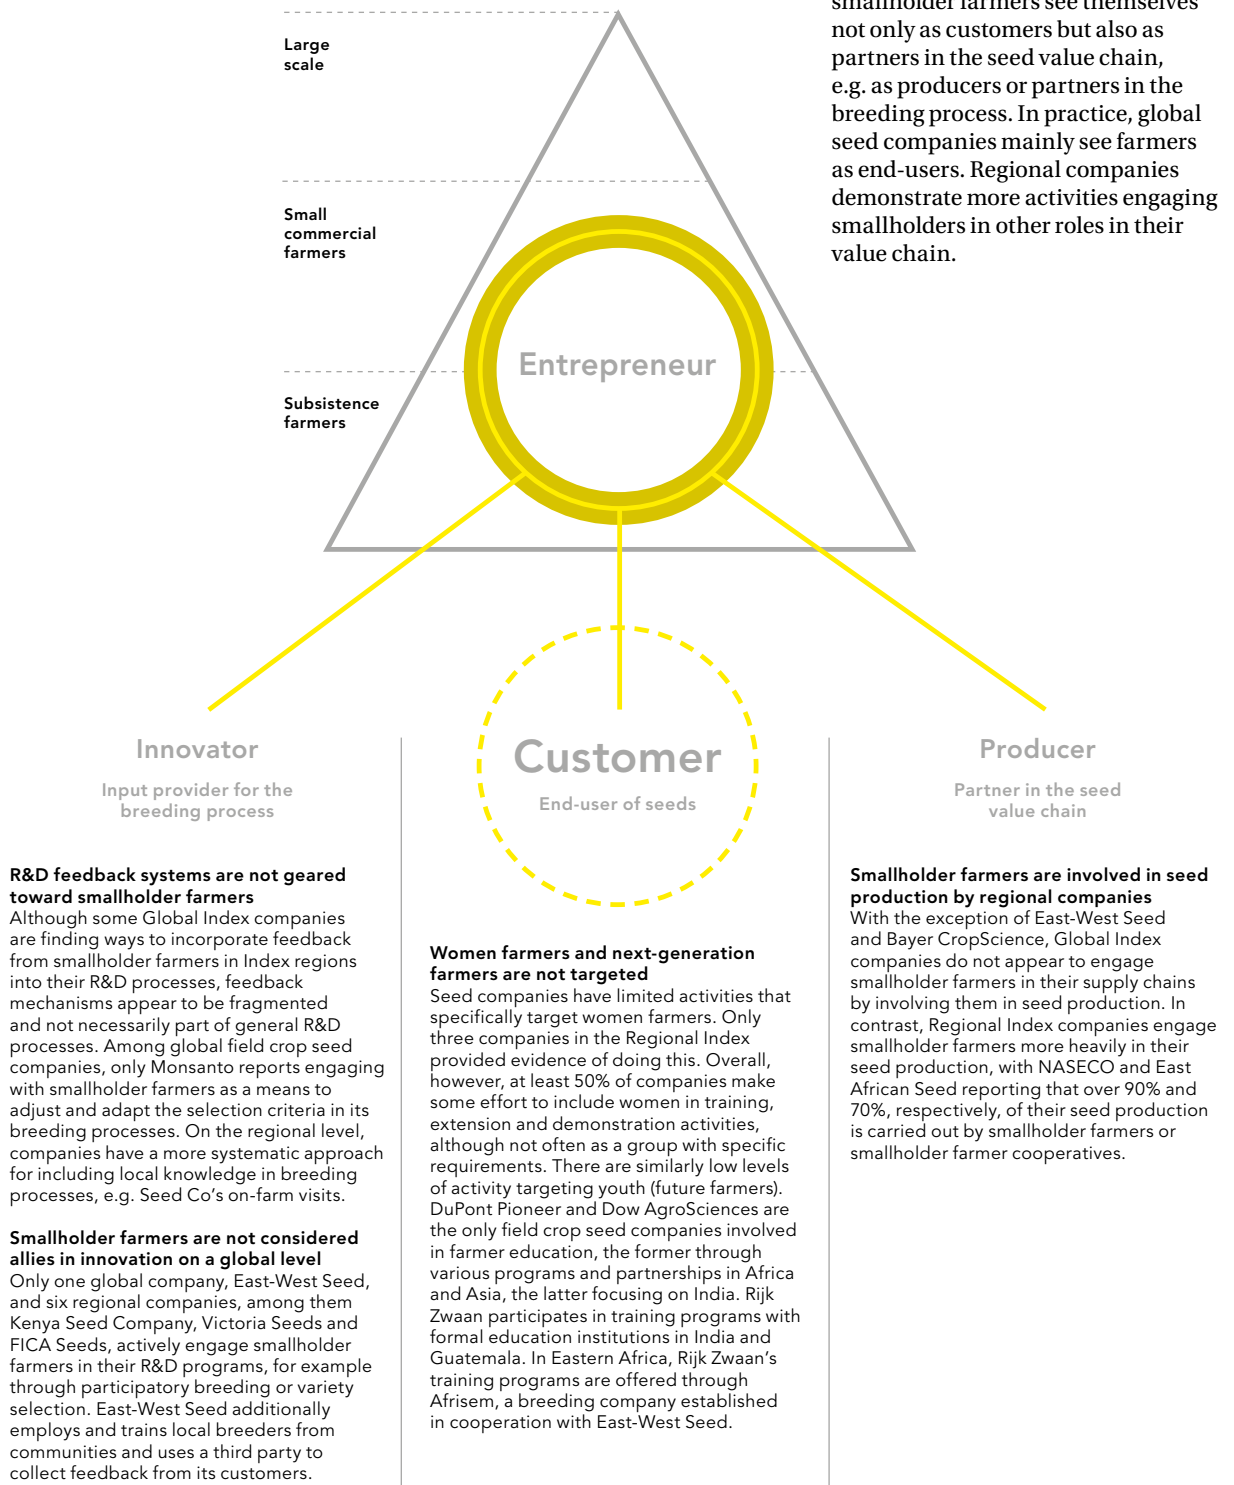 smallholder farmers see themselves
not only as customers but also as
partners in the seed value chain,
e.g. as producers or partners in the
breeding process. In practice, global
seed companies mainly see farmers
as end-users. Regional companies
demonstrate more activities engaging
smallholders in other roles in their
value chain.
Large
scale
Small
commercial
farmers
Subsistence
farmers
Entrepreneur
Innovator
Input provider for the
breeding process
R&D feedback systems are not geared
toward smallholder farmers
Although some Global Index companies
are finding ways to incorporate feedback
from smallholder farmers in Index regions
into their R&D processes, feedback
mechanisms appear to be fragmented
and not necessarily part of general R&D
processes. Among global field crop seed
companies, only Monsanto reports engaging
with smallholder farmers as a means to
adjust and adapt the selection criteria in its
breeding processes. On the regional level,
companies have a more systematic approach
for including local knowledge in breeding
processes, e.g. Seed Co's on-farm visits.
Smallholder farmers are not considered
allies in innovation on a global level
Only one global company, East-West Seed,
and six regional companies, among them
Kenya Seed Company, Victoria Seeds and
FICA Seeds, actively engage smallholder
farmers in their R&D programs, for example
through participatory breeding or variety
selection. East-West Seed additionally
employs and trains local breeders from
communities and uses a third party to
collect feedback from its customers.
Customer
End-user of seeds
Women farmers and next-generation
farmers are not targeted
Seed companies have limited activities that
specifically target women farmers. Only
three companies in the Regional Index
provided evidence of doing this. Overall,
however, at least 50% of companies make
some effort to include women in training,
extension and demonstration activities,
although not often as a group with specific
requirements. There are similarly low levels
of activity targeting youth (future farmers).
DuPont Pioneer and Dow AgroSciences are
the only field crop seed companies involved
in farmer education, the former through
various programs and partnerships in Africa
and Asia, the latter focusing on India. Rijk
Zwaan participates in training programs with
formal education institutions in India and
Guatemala. In Eastern Africa, Rijk Zwaan's
training programs are offered through
Afrisem, a breeding company established
in cooperation with East-West Seed.
Producer
Partner in the seed
value chain
Smallholder farmers are involved in seed
production by regional companies
With the exception of East-West Seed
and Bayer CropScience, Global Index
companies do not appear to engage
smallholder farmers in their supply chains
by involving them in seed production. In
contrast, Regional Index companies engage
smallholder farmers more heavily in their
seed production, with NASECO and East
African Seed reporting that over 90% and
70%, respectively, of their seed production
is carried out by smallholder farmers or
smallholder farmer cooperatives.